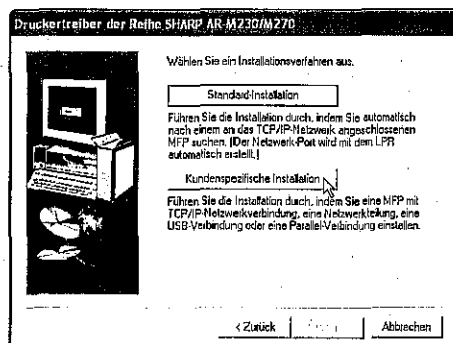 Druckertreiber der Reihe SHARP AR-M230/M270
Wählen Sie ein Installationsverfahren aus.
Standard-Installation
Führen Sie die Installation durch, indem Sie automatisch
nach einem an das TCP/IP-Netzwerk angeschlossenen
MFP suchen. (Der Netzwerk-Port wird mit dem LPR
automatisch erstellt.)
Kundenspezifische Installation
Führen Sie die Installation durch, indem Sie eine MFP mit
TCP/IP-Netzwerkverbindung, eine Netzwerkteilung, eine
USB-Verbindung oder eine Parallel-Verbindung einstellen.
< Zurück
Abbrechen